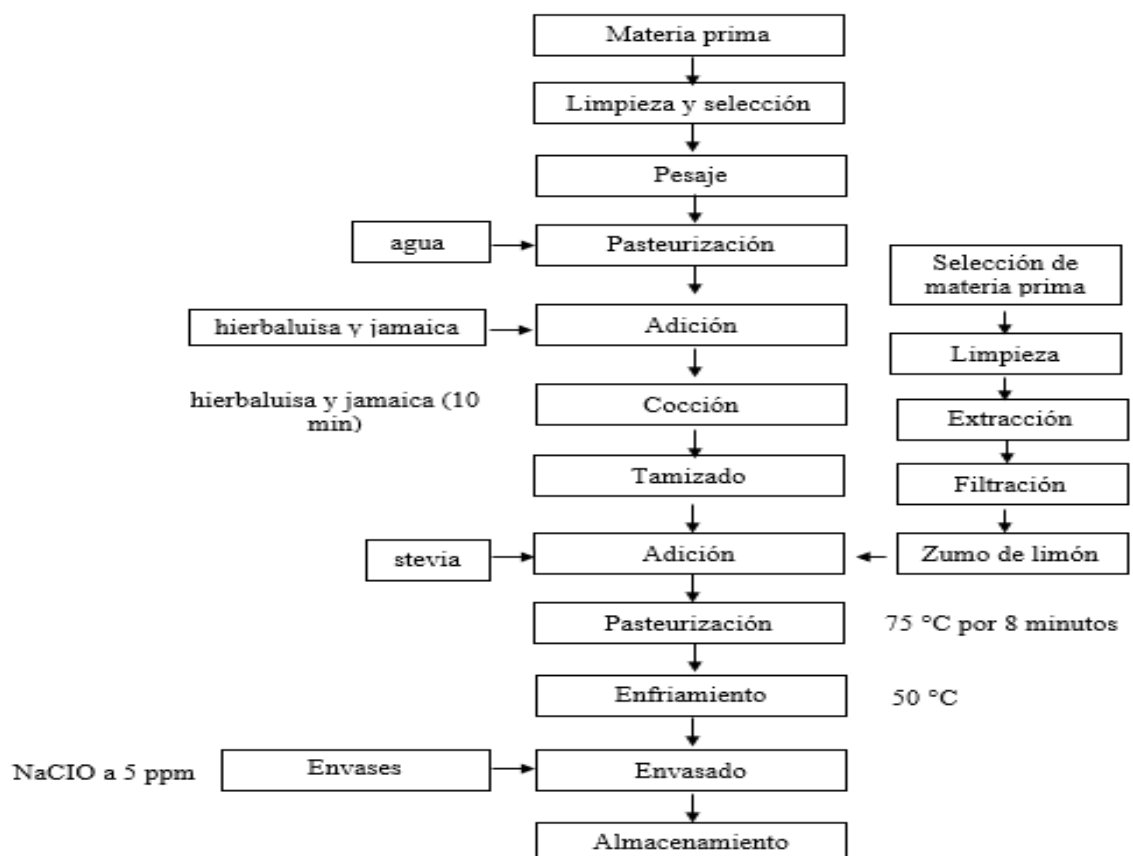 Materia prima
Limpieza y selección
Pesaje
agua
Pasteurización
Selección de
materia prima
hierbaluisa y jamaica
Adición
Limpieza
hierbaluisa y jamaica (10
min)
Cocción
Extracción
Tamizado
Filtración
stevia
Adición
Zumo de limón
Pasteurización
75 °C por 8 minutos
Enfriamiento
50 °C
NaCIO a 5 ppm
Envases
Envasado
Almacenamiento